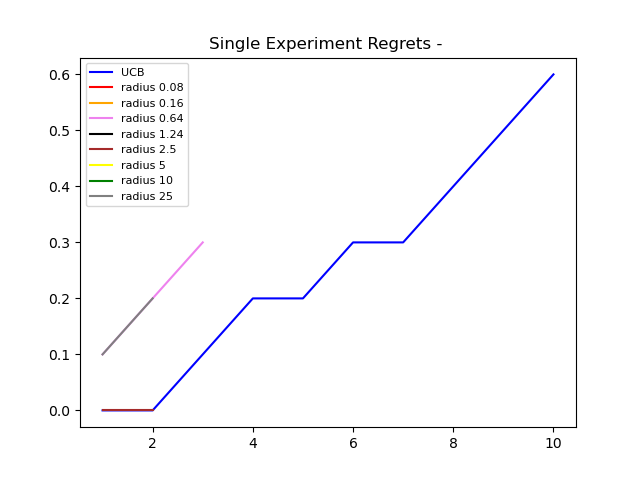 Single Experiment Regrets -
UCB
radius 0.08
radius 0.16
radius 0.64
radius 1.24
radius 2.5
radius 5
radius 10
radius 25
0.6
0.5
0.4
0.3
0.2
0.1
0.0
2 4 6 8 10